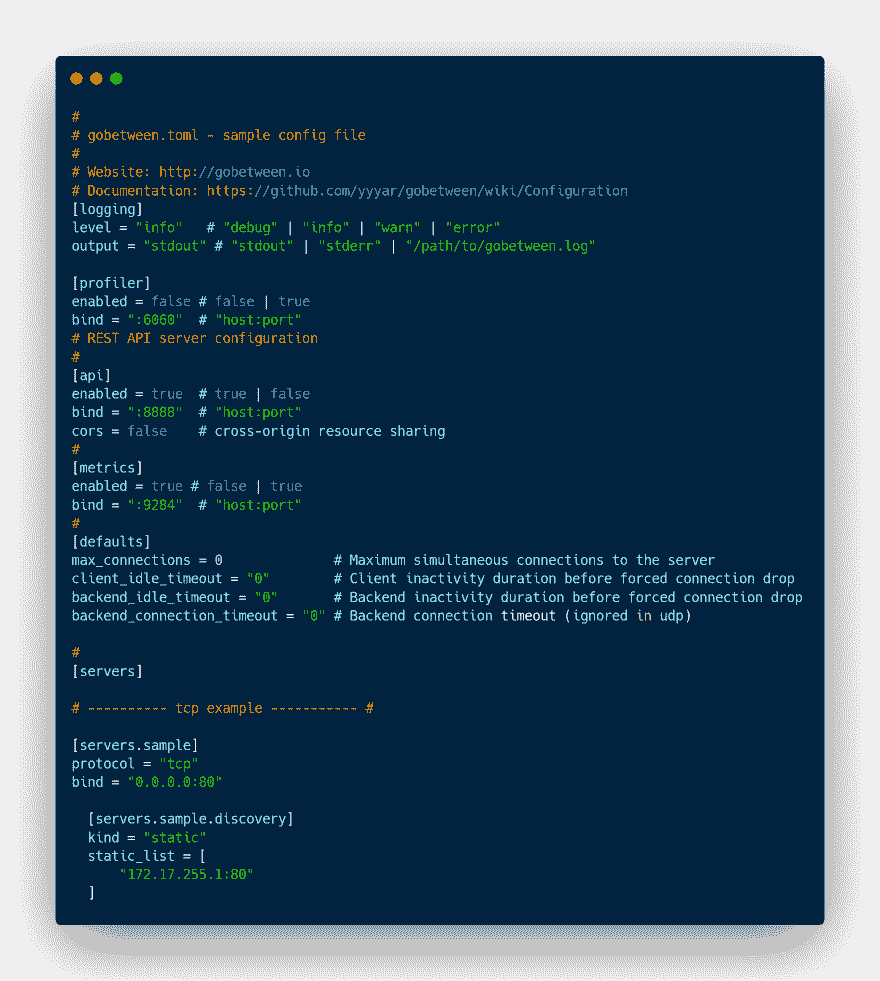 #
# gobetween.toml - sample config file
#
# Website: http://gobetween.io
# Documentation: https://github.com/yyyar/gobetween/wiki/Configuration
[logging]
level = "info"   # "debug" | "info" | "warn" | "error"
output = "stdout" # "stdout" | "stderr" | "/path/to/gobetween.log"

[profiler]
enabled = false # false | true
bind = ":6060"  # "host:port"
# REST API server configuration
#
[api]
enabled = true  # true | false
bind = ":8888"  # "host:port"
cors = false    # cross-origin resource sharing
#
[metrics]
enabled = true # false | true
bind = ":9284"  # "host:port"
#
[defaults]
max_connections = 0              # Maximum simultaneous connections to the server
client_idle_timeout = "0"        # Client inactivity duration before forced connection drop
backend_idle_timeout = "0"       # Backend inactivity duration before forced connection drop
backend_connection_timeout = "0" # Backend connection timeout (ignored in udp)

#
[servers]

# ---------- tcp example ----------- #

[servers.sample]
protocol = "tcp"
bind = "0.0.0.0:80"

  [servers.sample.discovery]
  kind = "static"
  static_list = [
      "172.17.255.1:80"
  ]